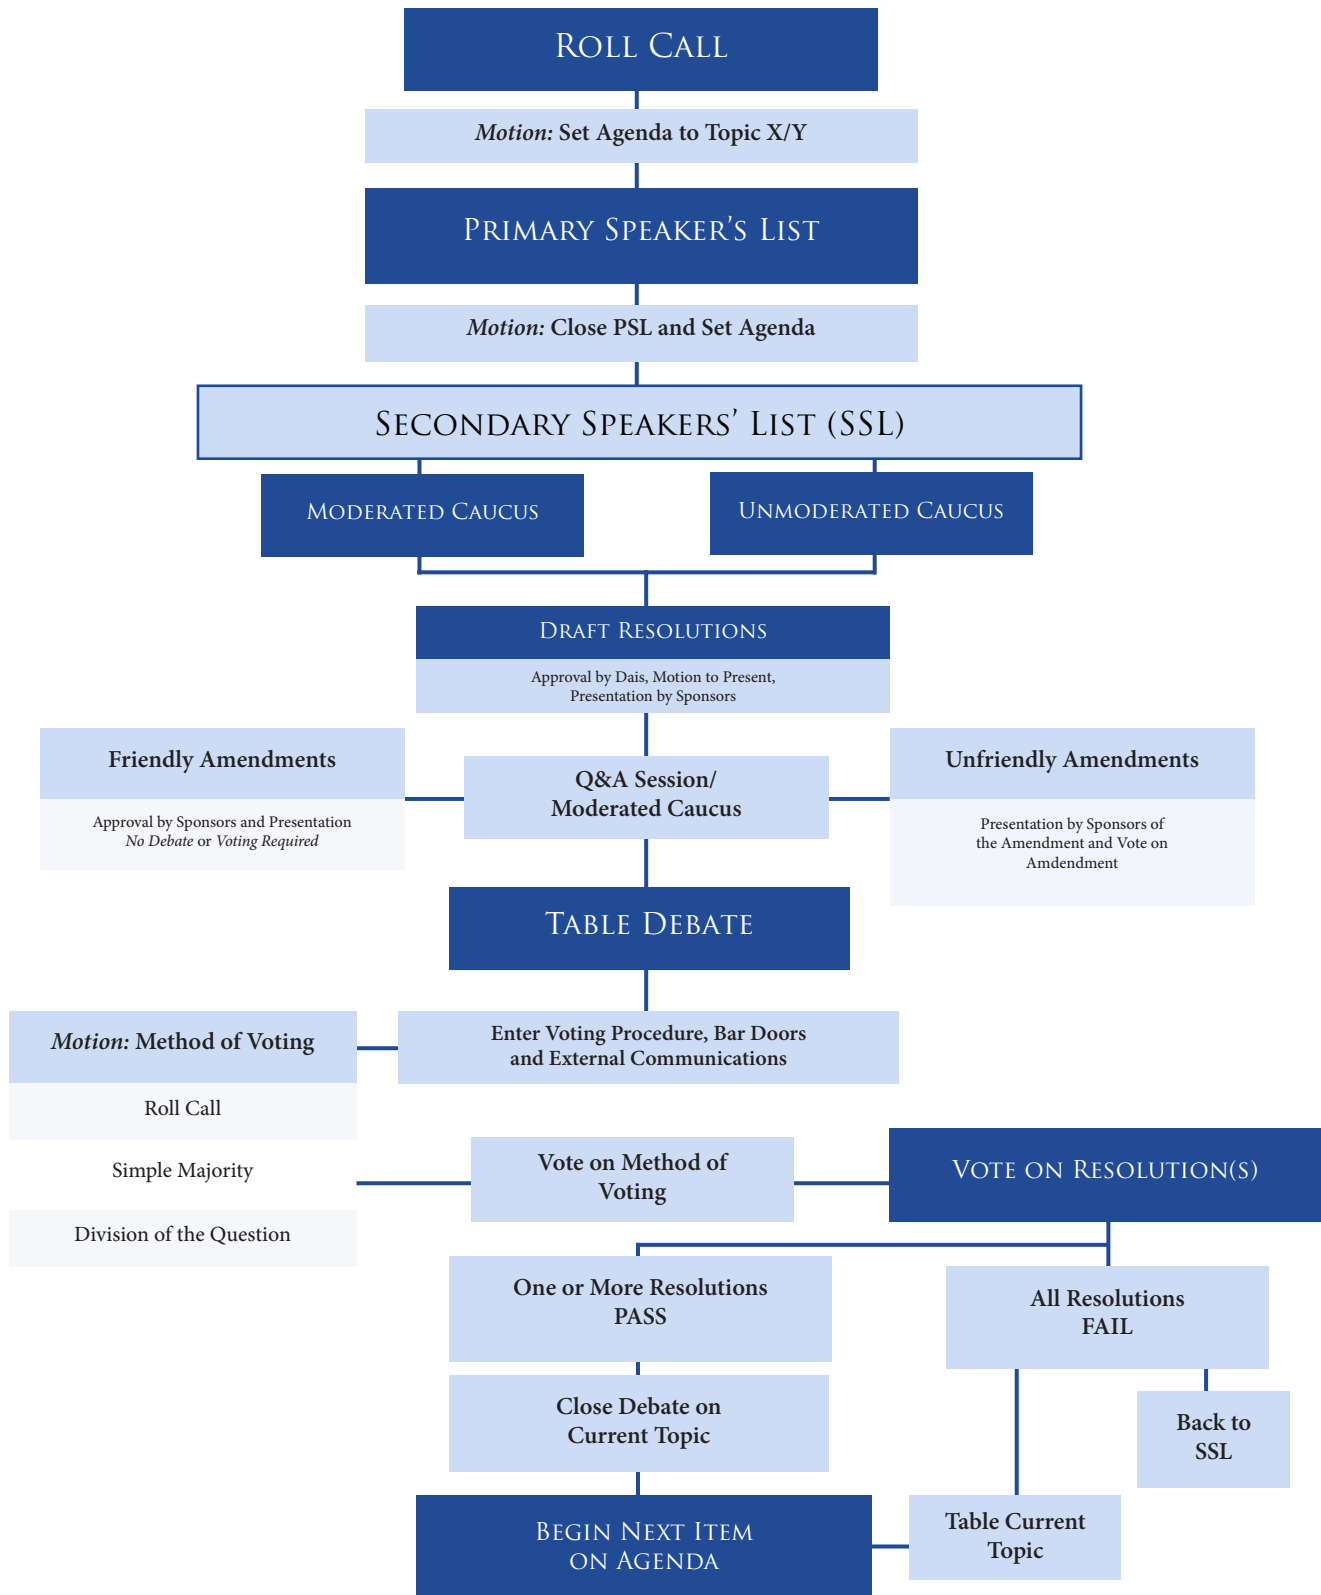 Roll Call
Motion: Set Agenda to Topic X/Y
Primary Speaker's List
Motion: Close PSL and Set Agenda
Secondary Speakers' List (SSL)
Moderated Caucus
Unmoderated Caucus
Draft Resolutions
Approval by Dais, Motion to Present,
Presentation by Sponsors
Friendly Amendments
Approval by Sponsors and Presentation
No Debate or Voting Required
Q&A Session/
Moderated Caucus
Unfriendly Amendments
Presentation by Sponsors of
the Amendment and Vote on
Amdendment
Table Debate
Enter Voting Procedure, Bar Doors
and External Communications
Motion: Method of Voting
Roll Call
Simple Majority
Division of the Question
Vote on Method of
Voting
Vote on Resolution(s)
One or More Resolutions
PASS
All Resolutions
FAIL
Close Debate on
Current Topic
Back to
SSL
Begin Next Item
on Agenda
Table Current
Topic